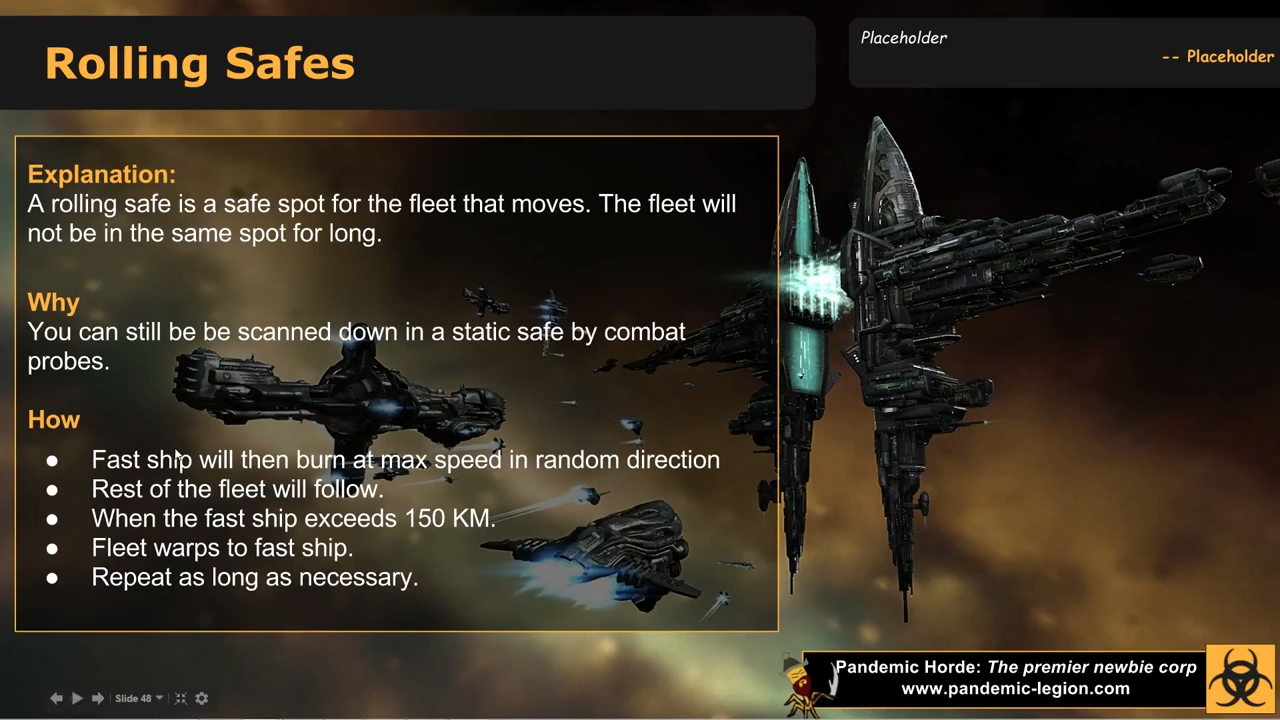 Rolling Safes
Placeholder
-- Placeholder
Explanation:
A rolling safe is a safe spot for the fleet that moves. The fleet will
not be in the same spot for long.
Why
You can still be be scanned down in a static safe by combat
probes.
How
● Fast ship will then burn at max speed in random direction
● Rest of the fleet will follow.
● When the fast ship exceeds 150 KM.
● Fleet warps to fast ship.
● Repeat as long as necessary.
Pandemic Horde: The premier newbie corp
www.pandemic-legion.com
Slide 48